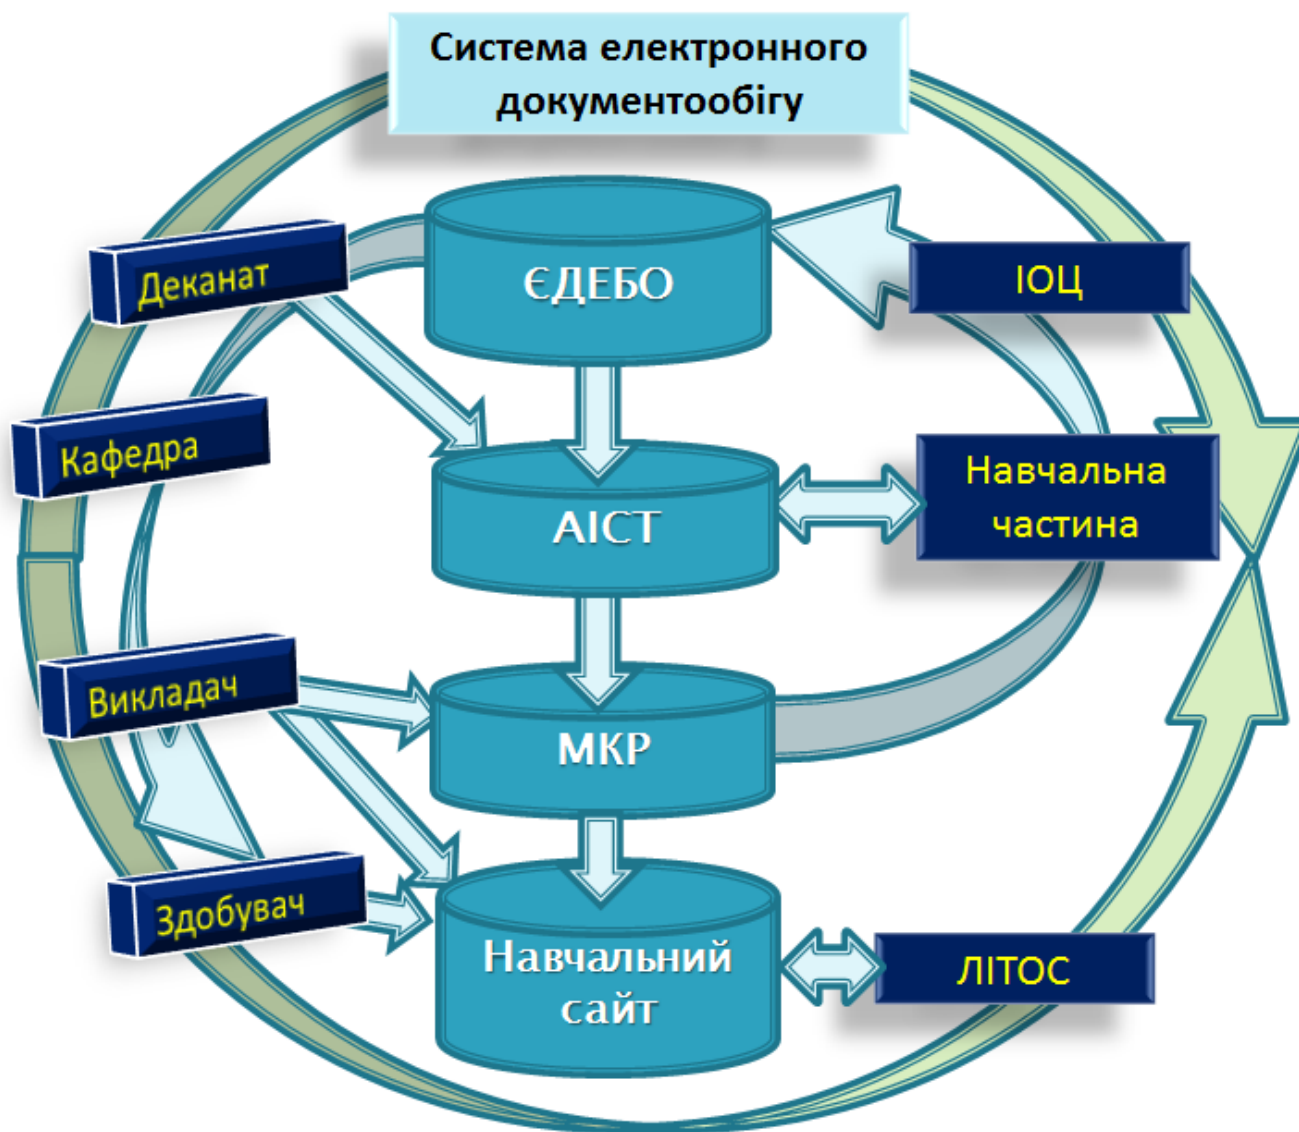 Система електронного
документообігу
ЄДЕБО
ІОЦ
Деканат
Кафедра
АІСТ
Навчальна
частина
Викладач
МКР
Здобувач
Навчальний
сайт
ЛІТОС